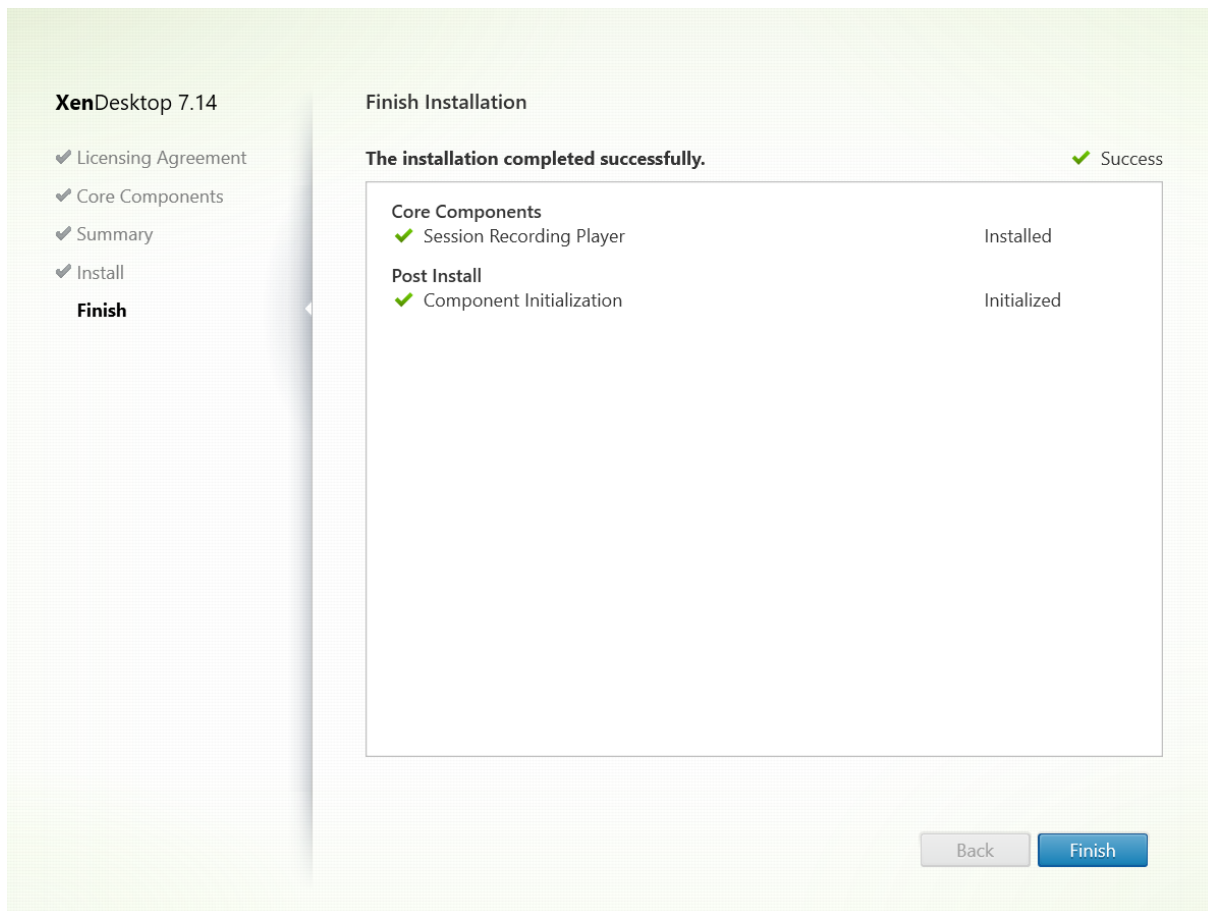 XenDesktop 7.14
Licensing Agreement
Core Components
Summary
Install
Finish
Finish Installation
The installation completed successfully. Success
Core Components
Session Recording Player Installed
Post Install
Component Initialization Initialized
Back Finish